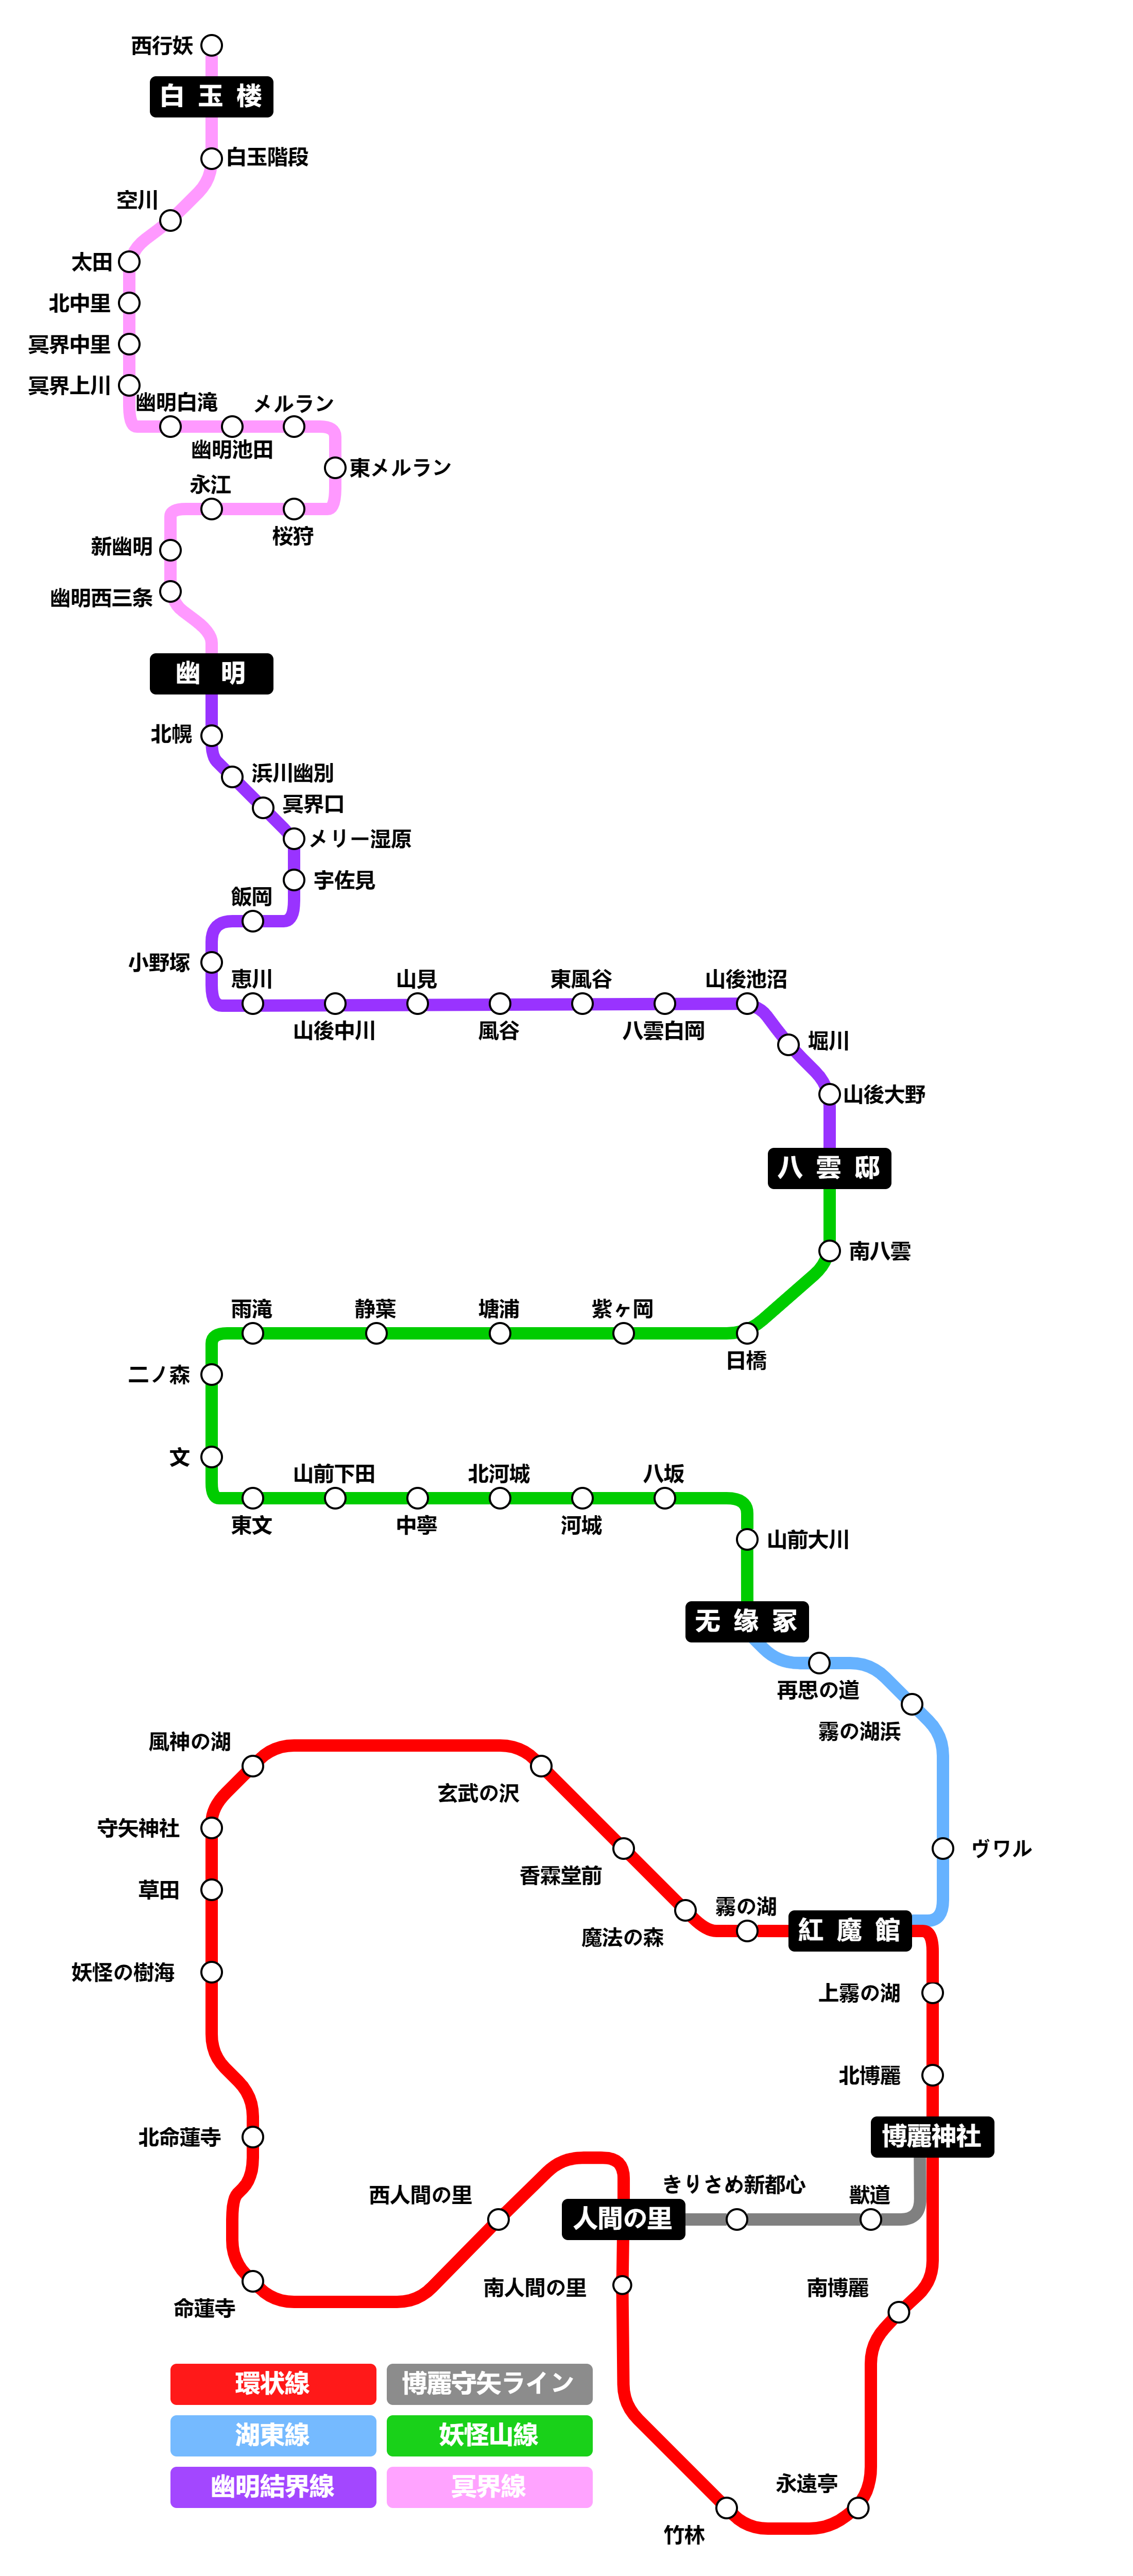 西行妖
白玉楼
白玉階段
空川
太田
北中里
冥界中里
冥界上川
幽明白滝
メルラン
幽明池田
東メルラン
永江
桜狩
新幽明
幽明西三条
幽明
北幌
浜川幽別
冥界口
メリー湿原
宇佐見
飯岡
小野塚
恵川
山見
東風谷
山後池沼
山後中川
風谷
八雲白岡
堀川
山後大野
八雲邸
南八雲
雨滝
静葉
塘浦
紫ヶ岡
日橋
二ノ森
文
山前下田
北河城
八坂
東文
中寧
河城
山前大川
无缘冢
再思の道
霧の湖浜
風神の湖
玄武の沢
守矢神社
ヴワル
香霖堂前
草田
霧の湖
紅魔館
魔法の森
妖怪の樹海
上霧の湖
北博麗
北命蓮寺
博麗神社
西人間の里
きりさめ新都心
獣道
人間の里
南人間の里
南博麗
命蓮寺
環状線
博麗守矢ライン
湖東線
妖怪山線
幽明結界線
冥界線
永遠亭
竹林